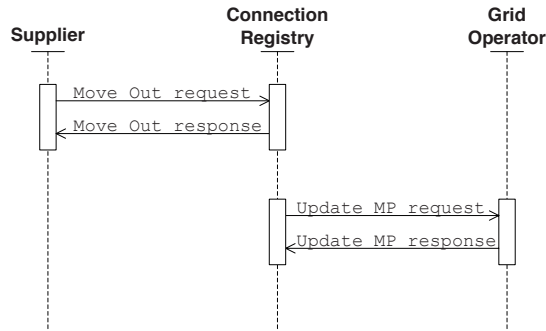 Supplier
Connection
Registry
Grid
Operator
Move Out request
Move Out response
Update MP request
Update MP response